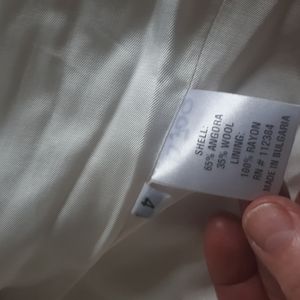 SHELL:
65% ANGORA
35% WOOL
LINING:
100% RAYON
RN # 112384
MADE IN BULGARIA
4